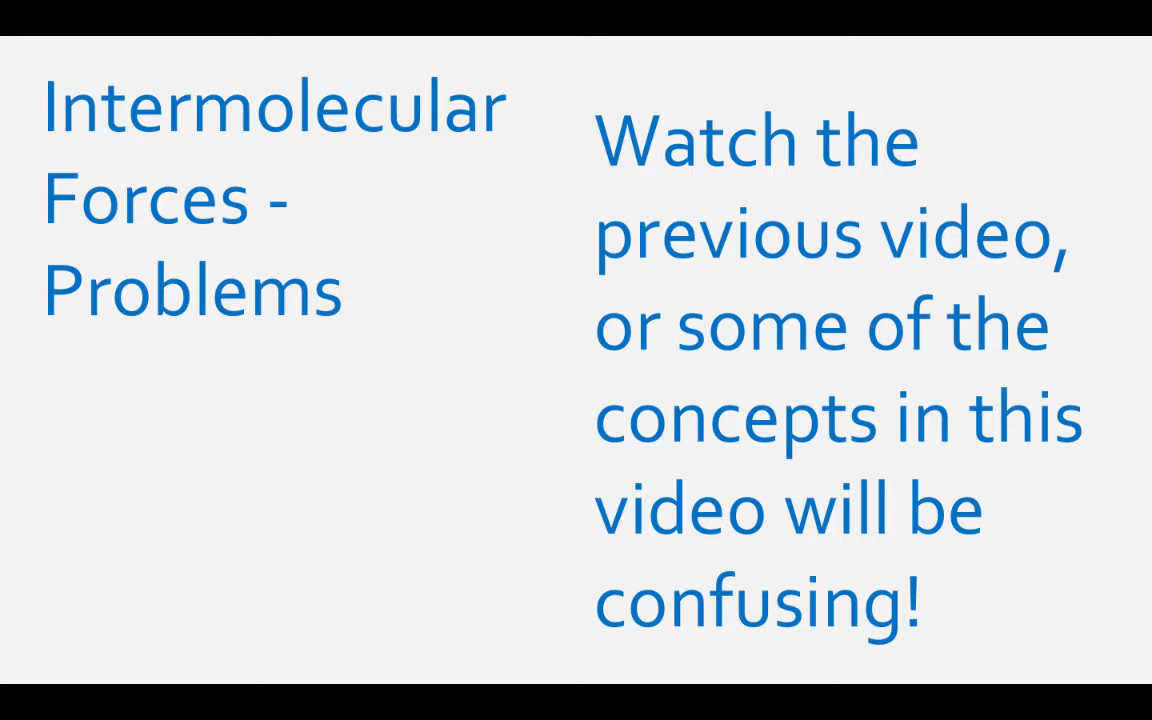 Intermolecular
Forces -
Problems
Watch the
previous video,
or some of the
concepts in this
video will be
confusing!